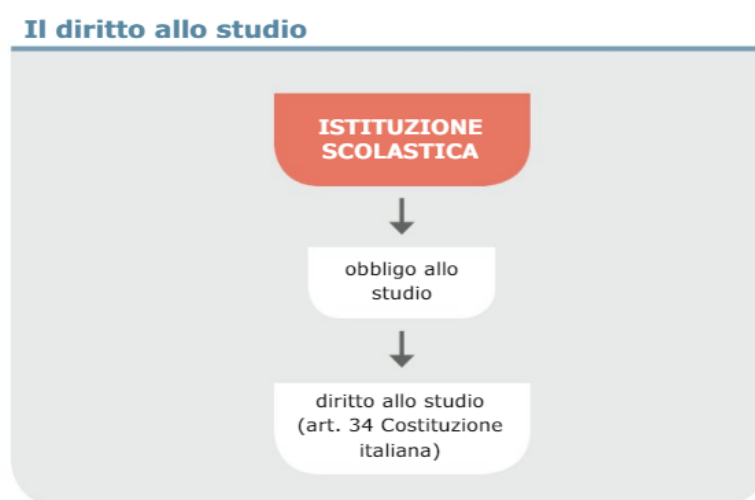 Il diritto allo studio
ISTITUZIONE
SCOLASTICA
obbligo allo
studio
diritto allo studio
(art. 34 Costituzione
italiana)